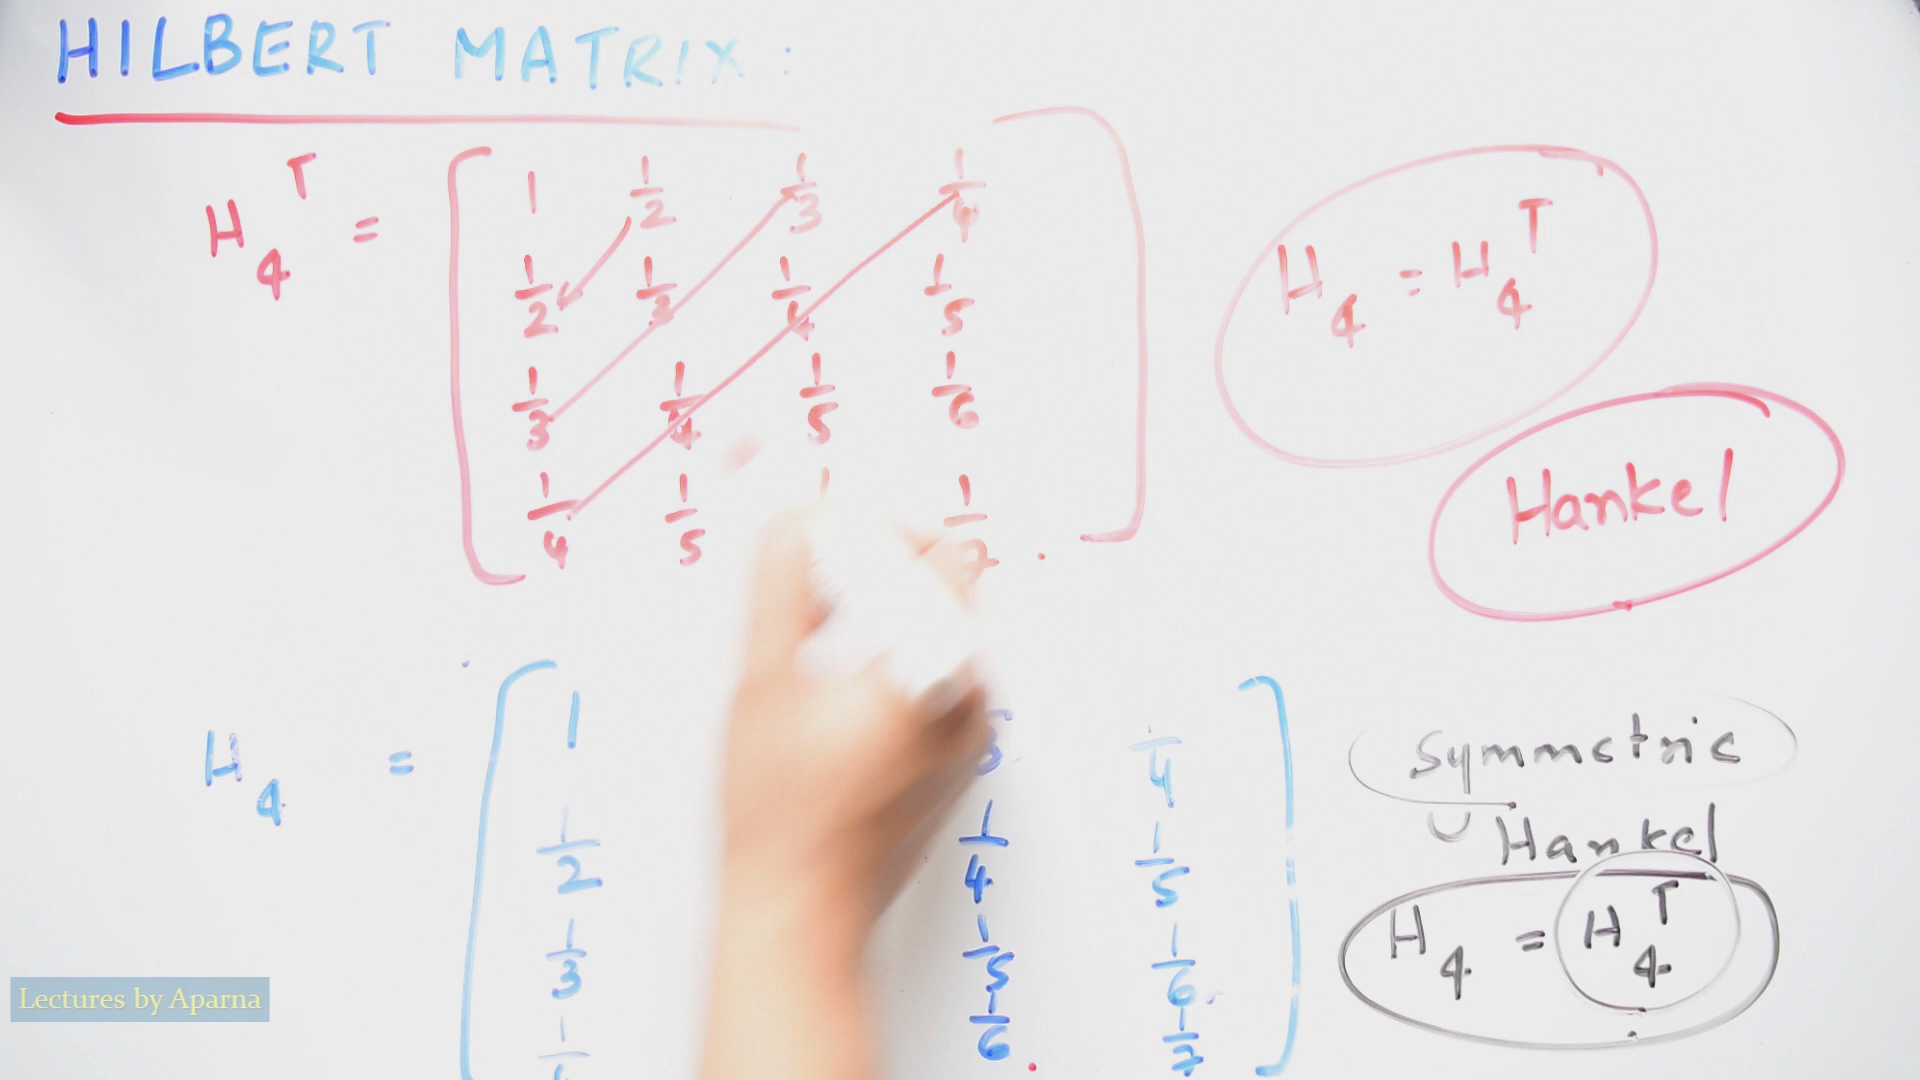 HILBERT MATRIX:
H₄ᵀ = [ 1 1/2 1/3 1/4
1/2 1/3 1/4 1/5
1/3 1/4 1/5 1/6
1/4 1/5 1 1/7 . ]
H₄ = H₄ᵀ
Hankel
H₄ = [ 1 1/4
1/2 1/4 1/5
1/3 1/5 1/6
1 1/6 . 1/7 ]
Symmetric
Hankel
H₄ = H₄ᵀ
Lectures by Aparna